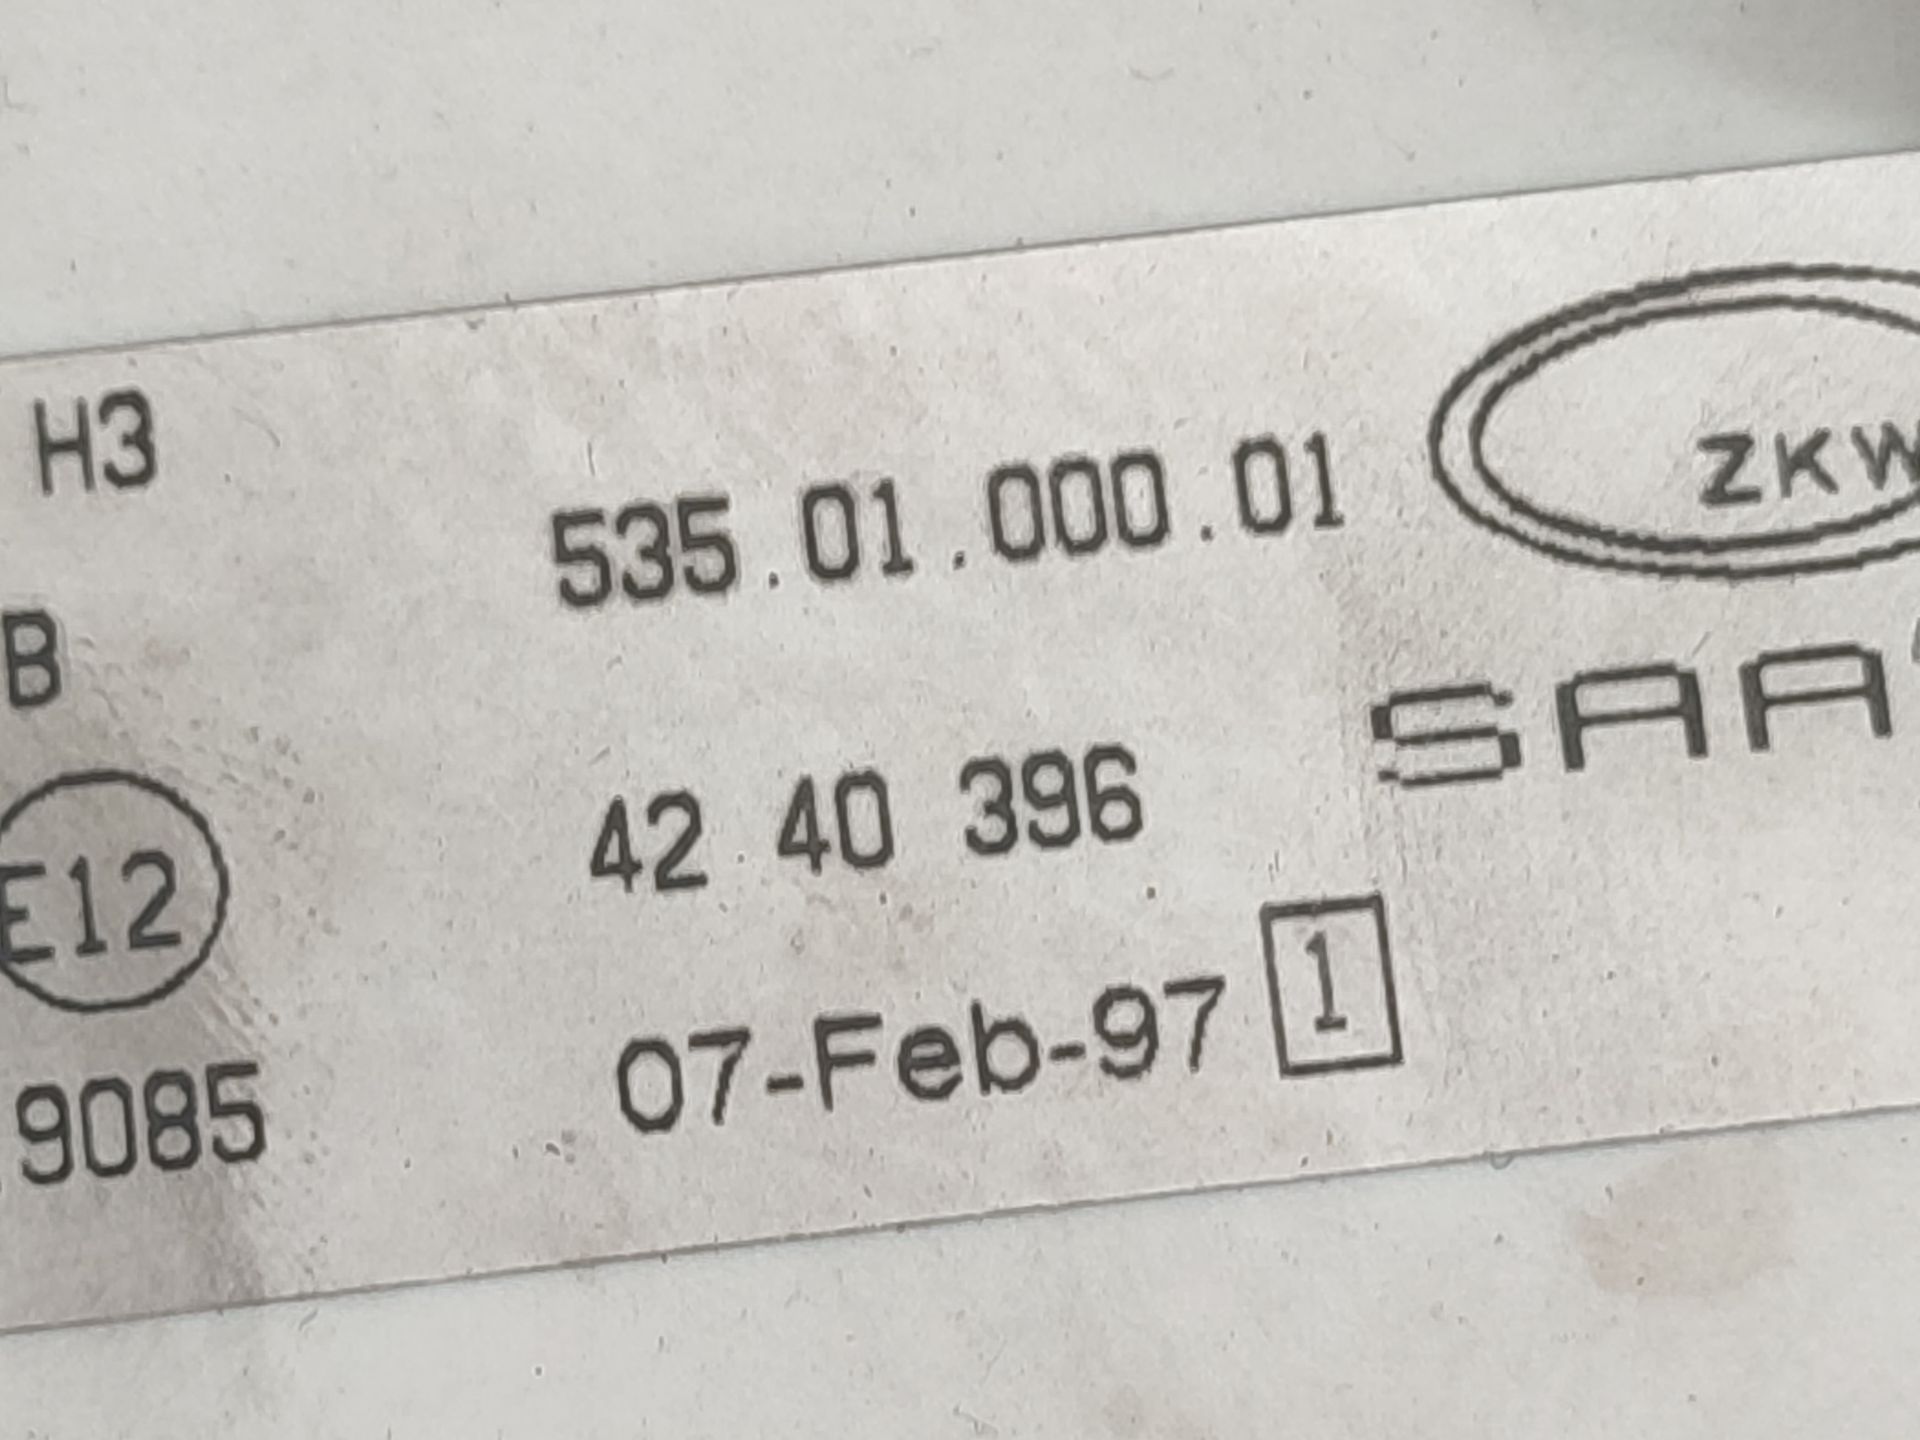 H3
535.01.000.01
ZKW
B
42 40 396
SAA
E12
07-Feb-97 1
9085